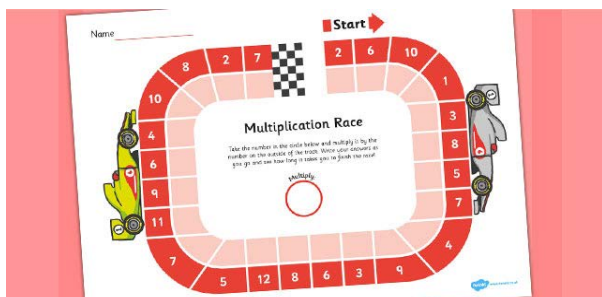 Start
Name
2 6 10
1
3
8
5
7
4
9
3
6
8
12
5
7
11
9
6
4
10
8
2
7
Multiplication Race
Take the number in the circle below and multiply it by the
number on the outside of the track. Write your answers as
you go and see how long it takes you to finish the race!
Multiply